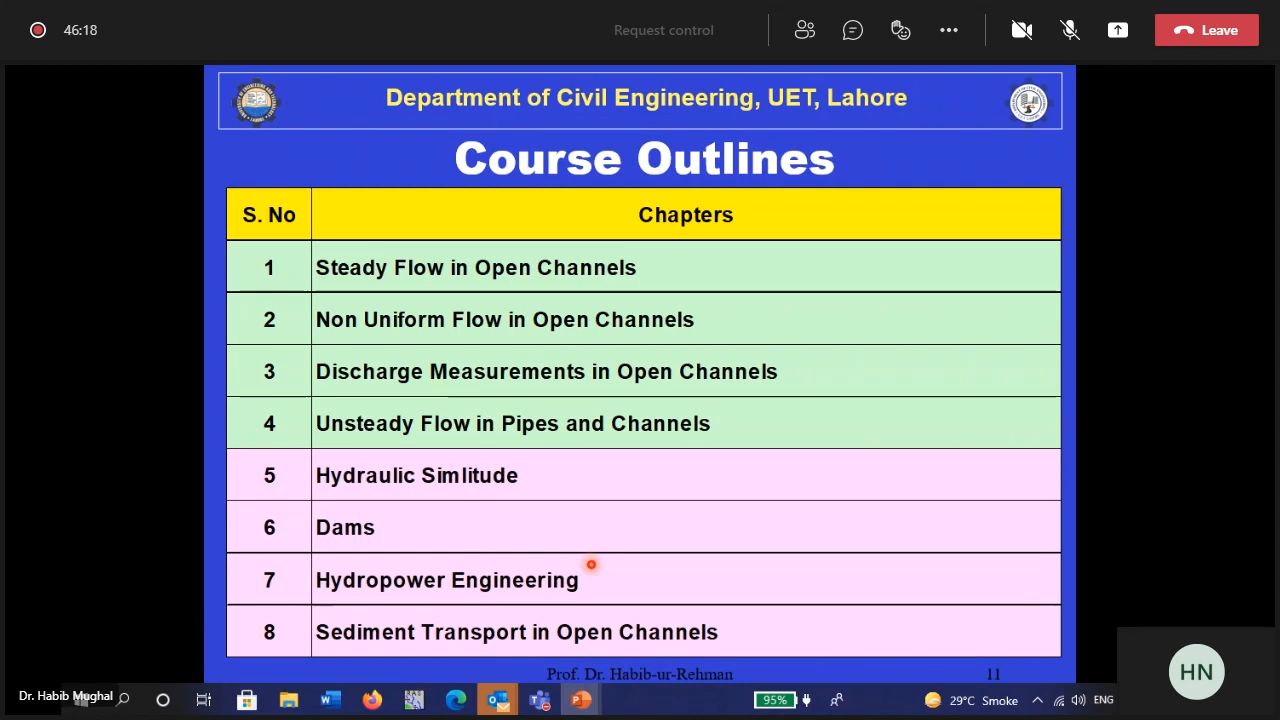 46:18
Request control
Leave
Department of Civil Engineering, UET, Lahore
Course Outlines
S. No Chapters
1 Steady Flow in Open Channels
2 Non Uniform Flow in Open Channels
3 Discharge Measurements in Open Channels
4 Unsteady Flow in Pipes and Channels
5 Hydraulic Simlitude
6 Dams
7 Hydropower Engineering
8 Sediment Transport in Open Channels
Prof. Dr. Habib-ur-Rehman 11
HN
Dr. Habib Mughal
95%
29°C Smoke
ENG